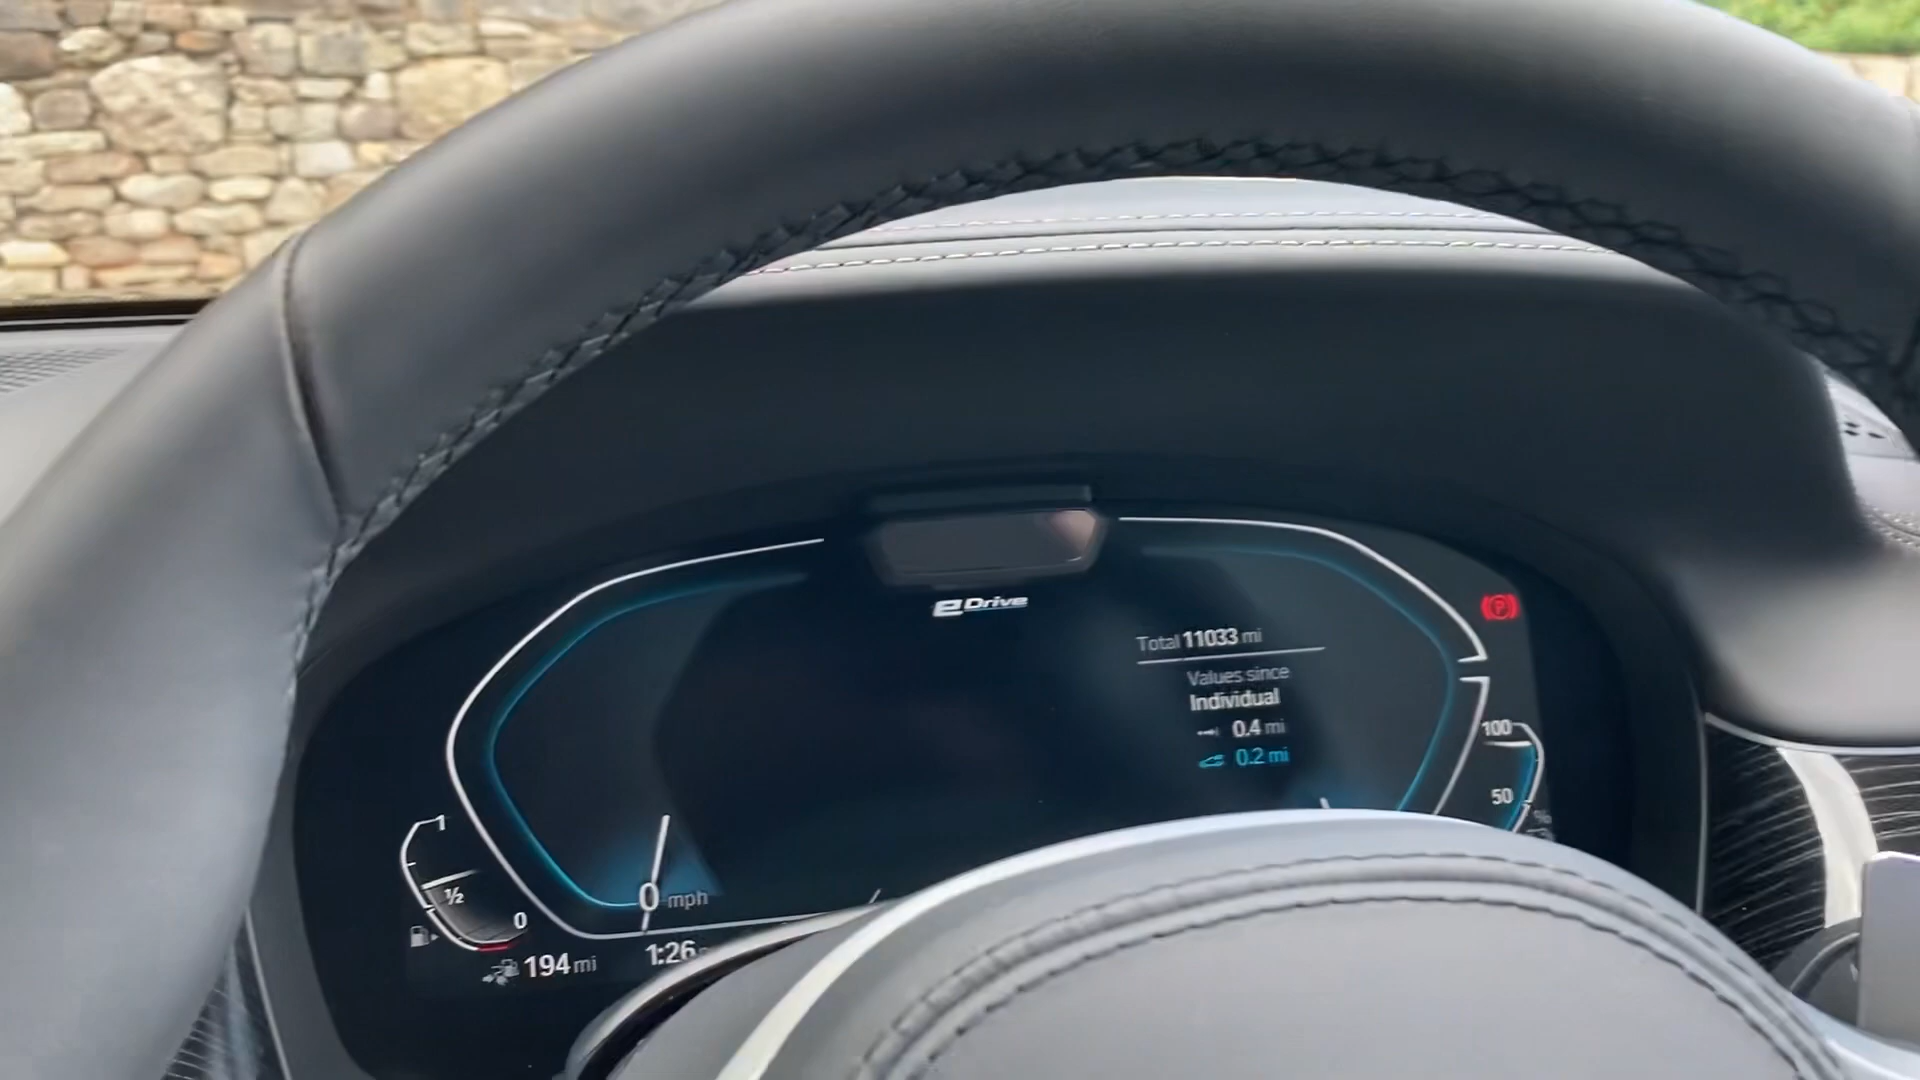 eDrive
Total 11033 mi
Values since
Individual
0.4 mi
0.2 mi
100
50
%
1
1/2
0
0 mph
194 mi
1:26
P